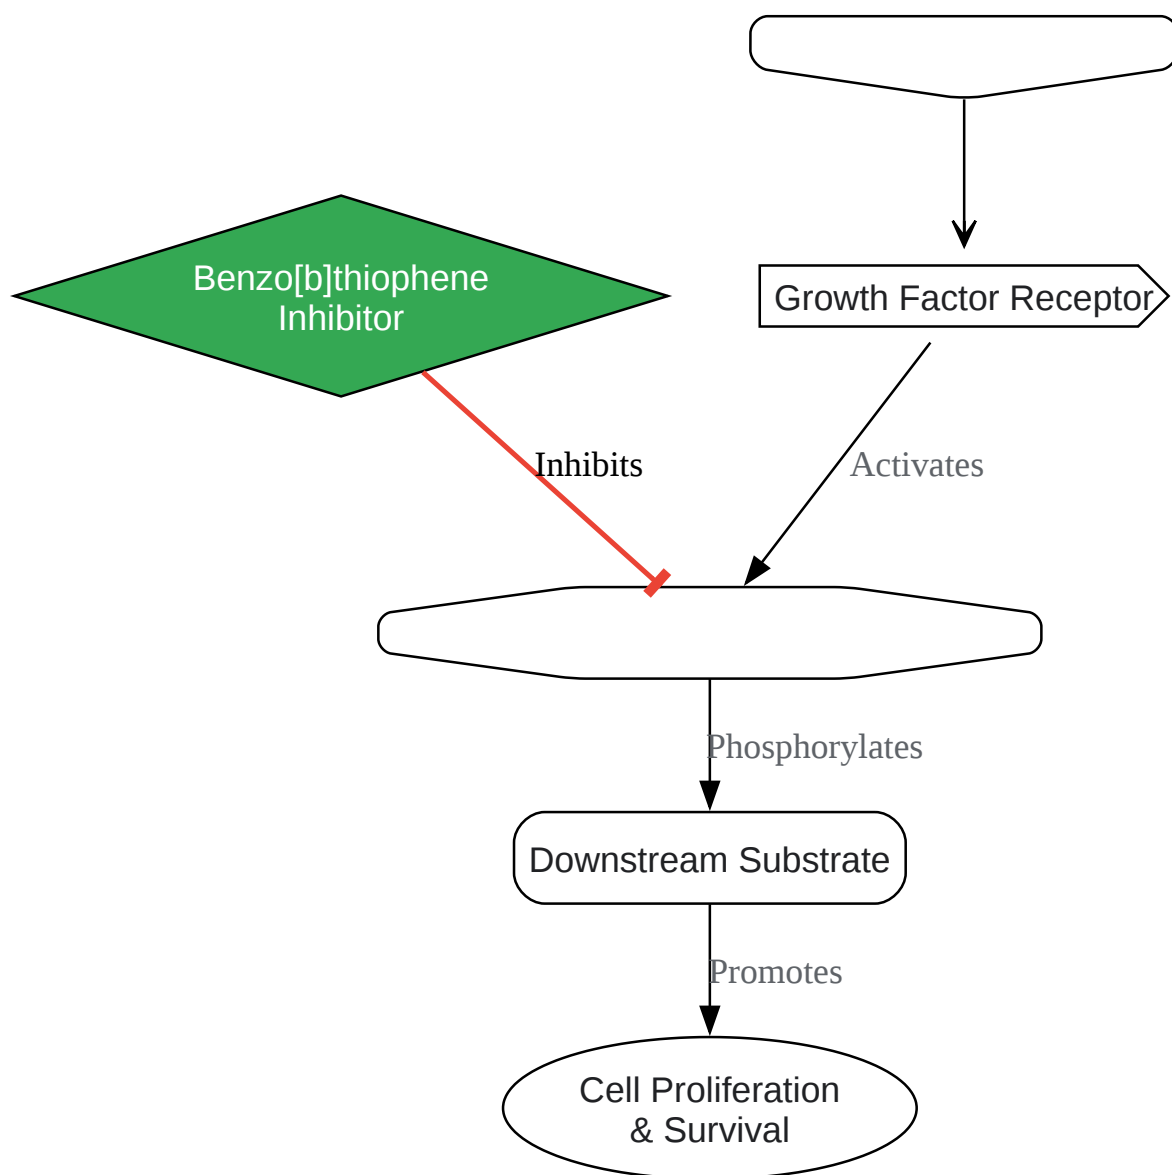 Benzo[b]thiophene
Inhibitor
Growth Factor Receptor
Inhibits
Activates
Phosphorylates
Downstream Substrate
Promotes
Cell Proliferation
& Survival